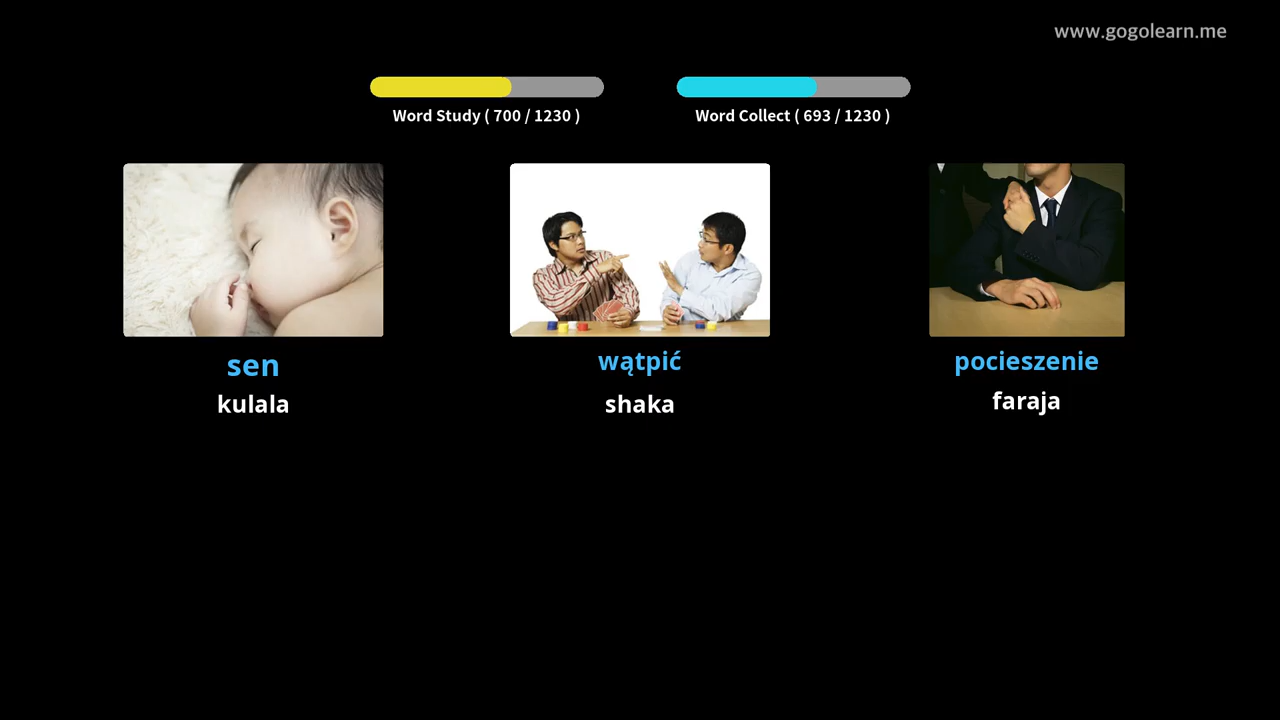 www.gogolearn.me
Word Study ( 700 / 1230 )
Word Collect ( 693 / 1230 )
sen
wątpić
pocieszenie
kulala
shaka
faraja